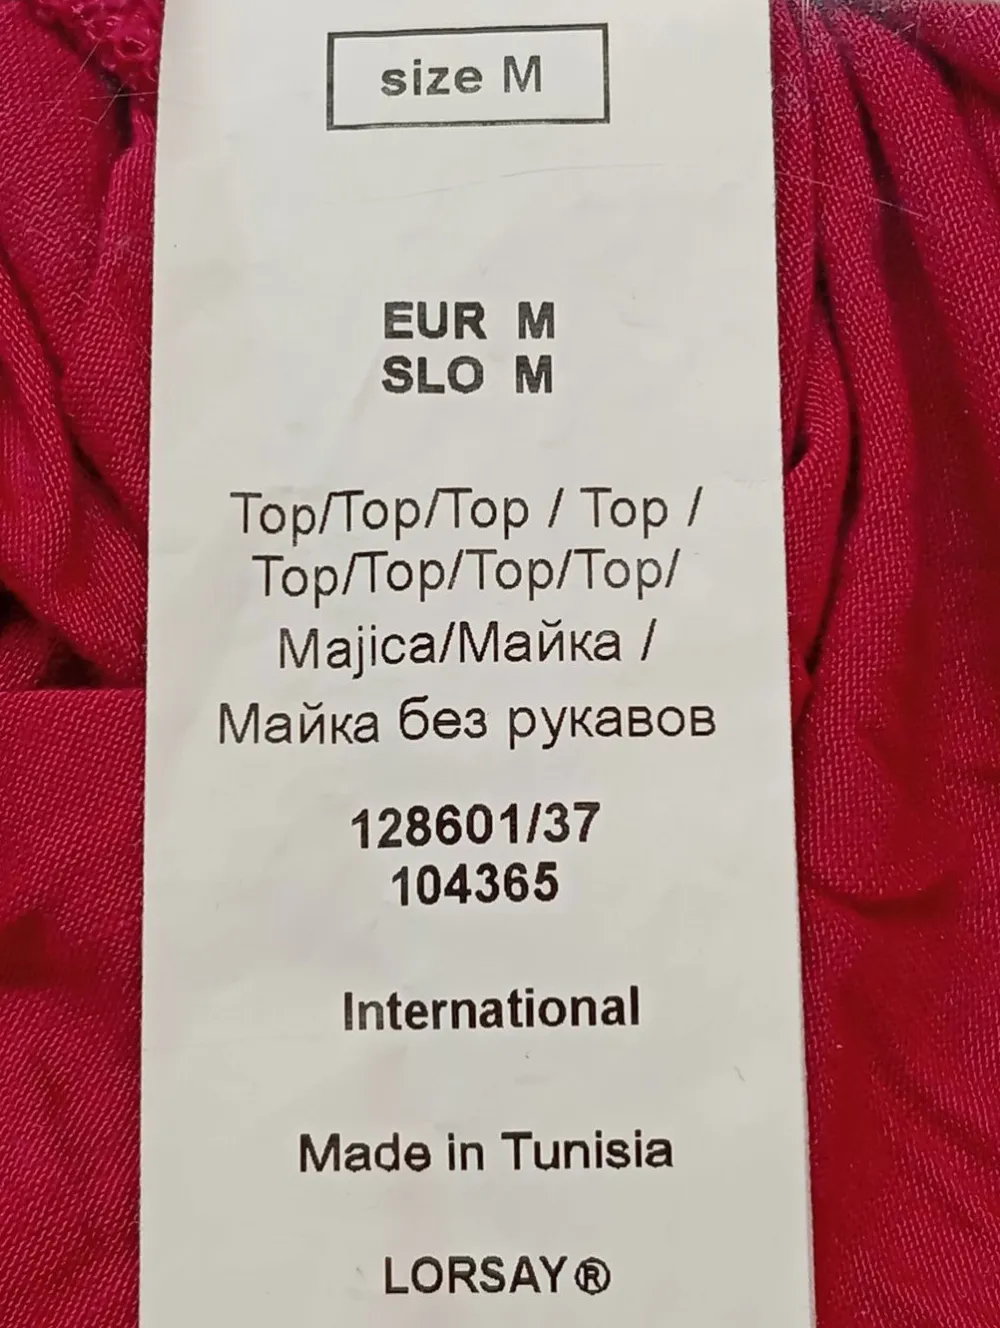 size M
EUR M
SLO M
Top/Top/Top / Top /
Top/Top/Top/Top/
Majica/Майка /
Майка без рукавов
128601/37
104365
International
Made in Tunisia
LORSAY®